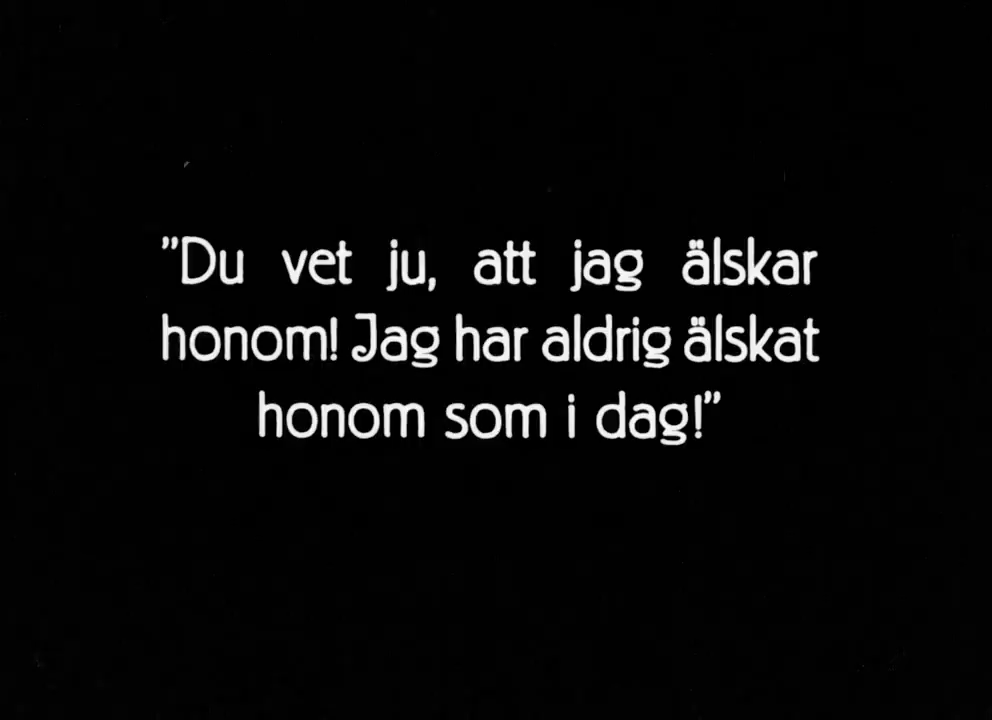 ”Du vet ju, att jag älskar
honom! Jag har aldrig älskat
honom som i dag!”